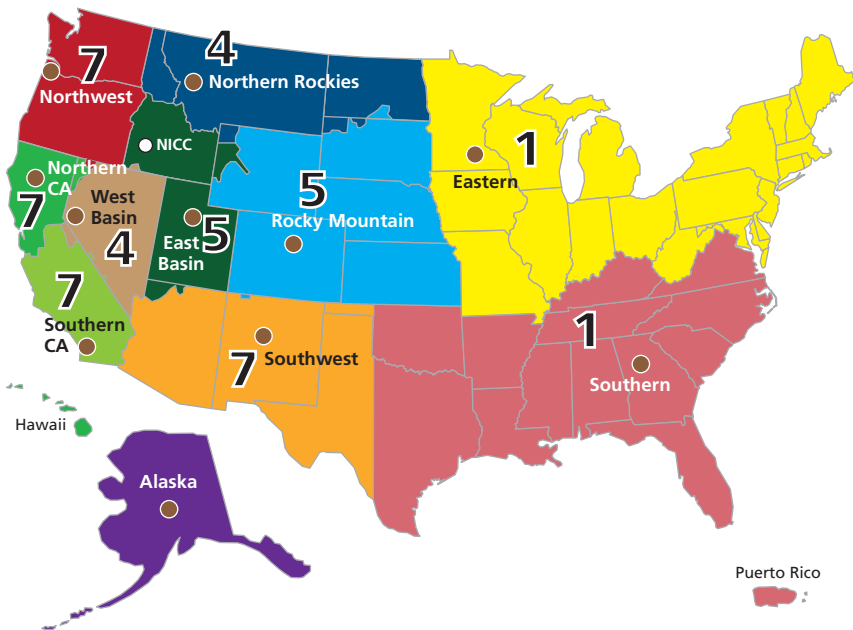 4
7
Northern Rockies
Northwest
NICC
1
Eastern
Northern
CA
7
West
Basin
4
5
Rocky Mountain
East
Basin
5
7
Southern
CA
1
Southwest
7
Southern
Hawaii
Alaska
Puerto Rico